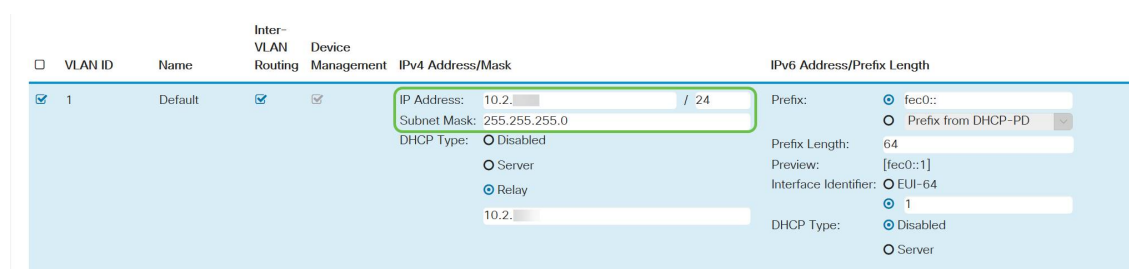 Inter-
VLAN Device
VLAN ID Name Routing Management IPv4 Address/Mask IPv6 Address/Prefix Length
1 Default IP Address: 10.2. / 24 Prefix: fec0::
Subnet Mask: 255.255.255.0 Prefix from DHCP-PD
DHCP Type: Disabled Prefix Length: 64
Server Preview: [fec0::1]
Relay Interface Identifier: EUI-64
10.2. 1
DHCP Type: Disabled
Server